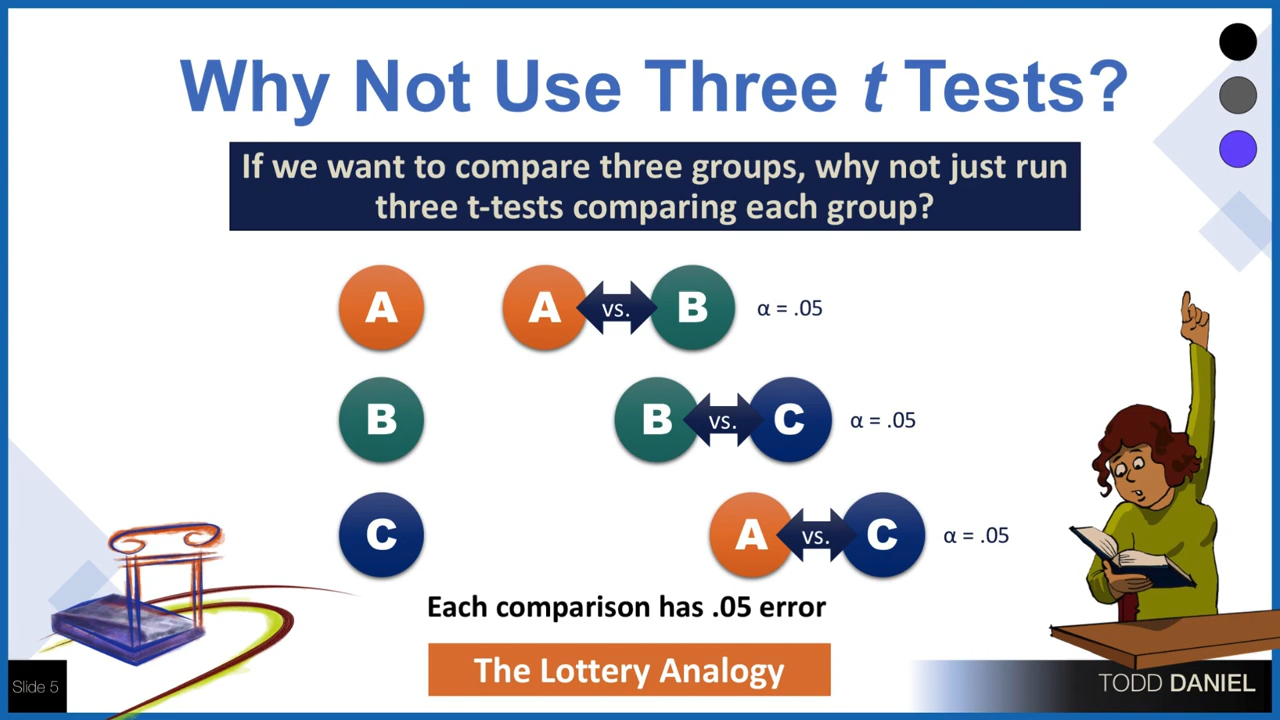 Why Not Use Three t Tests?
If we want to compare three groups, why not just run
three t-tests comparing each group?
A A vs. B α = .05
B B vs. C α = .05
C A vs. C α = .05
Each comparison has .05 error
The Lottery Analogy
Slide 5
TODD DANIEL